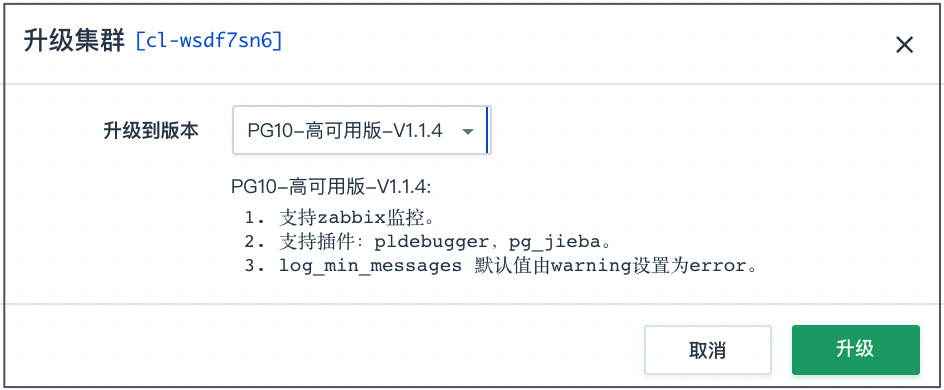 升级集群 [cl-wsdf7sn6]
升级到版本 PG10-高可用版-V1.1.4
PG10-高可用版-V1.1.4:
1. 支持zabbix监控。
2. 支持插件：pldebugger，pg_jieba。
3. log_min_messages 默认值由warning设置为error。
取消 升级